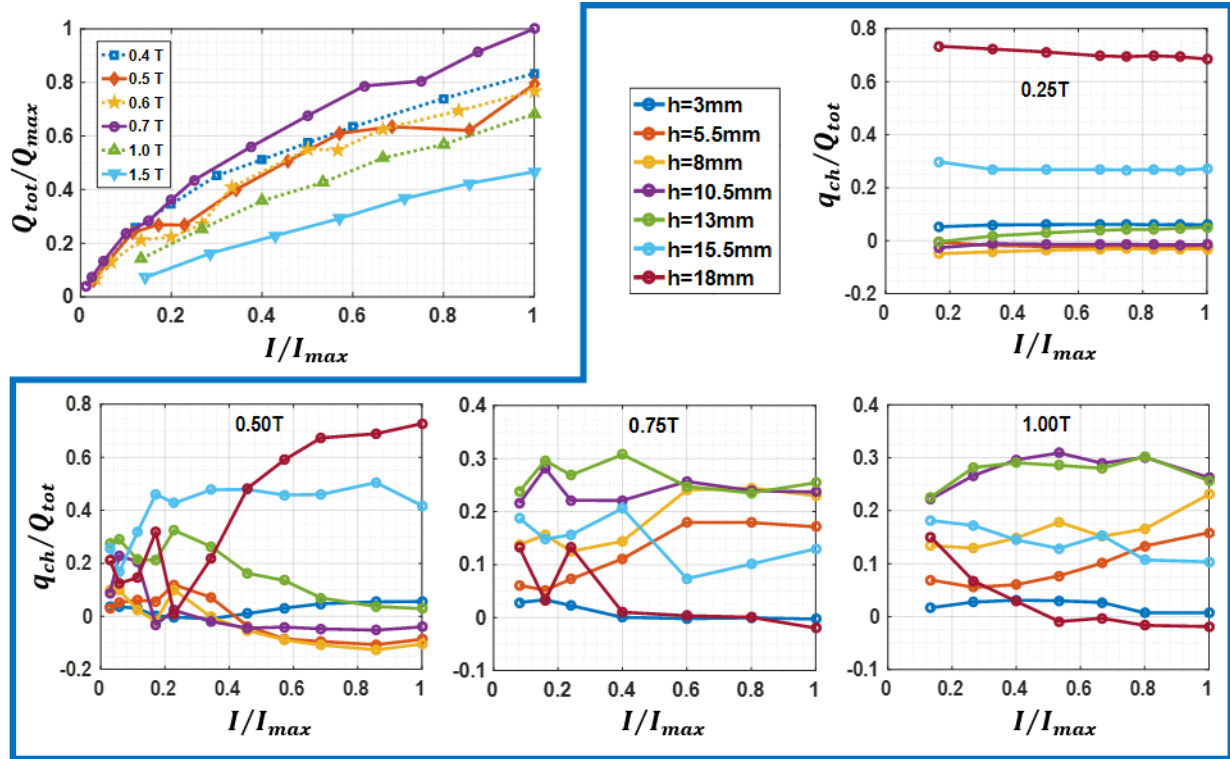 Q_tot/Q_max
1
0.8
0.6
0.4
0.2
0
0.4 T
0.5 T
0.6 T
0.7 T
1.0 T
1.5 T
0.2 0.4 0.6 0.8 1
I/I_max
h=3mm
h=5.5mm
h=8mm
h=10.5mm
h=13mm
h=15.5mm
h=18mm
q_ch/Q_tot
0.8
0.6
0.4
0.2
0
-0.2
0.25T
0 0.2 0.4 0.6 0.8 1
I/I_max
q_ch/Q_tot
0.8
0.6
0.4
0.2
0
-0.2
0.50T
0 0.2 0.4 0.6 0.8 1
I/I_max
0.4
0.3
0.2
0.1
0
-0.1
0.75T
0 0.2 0.4 0.6 0.8 1
I/I_max
0.4
0.3
0.2
0.1
0
-0.1
1.00T
0 0.2 0.4 0.6 0.8 1
I/I_max